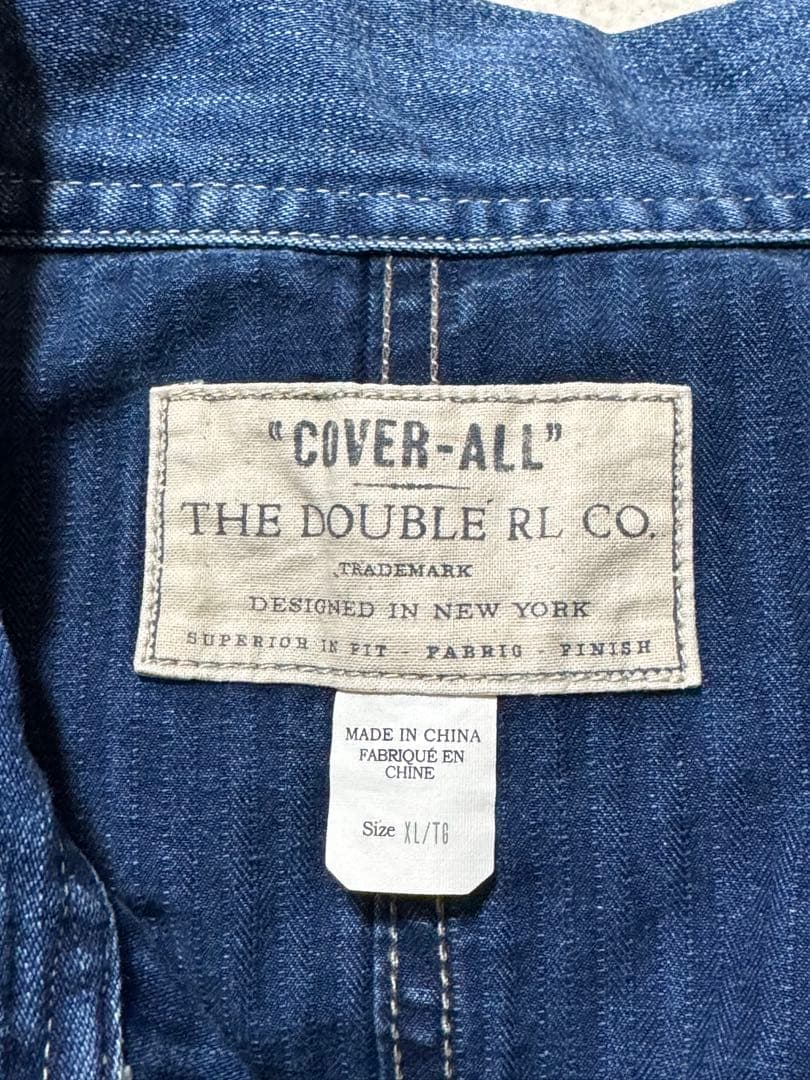 "COVER-ALL"
THE DOUBLE RL CO.
TRADEMARK
DESIGNED IN NEW YORK
SUPERIOR IN FIT - FABRIC - FINISH
MADE IN CHINA
FABRIQUÉ EN
CHINE
Size XL/TG